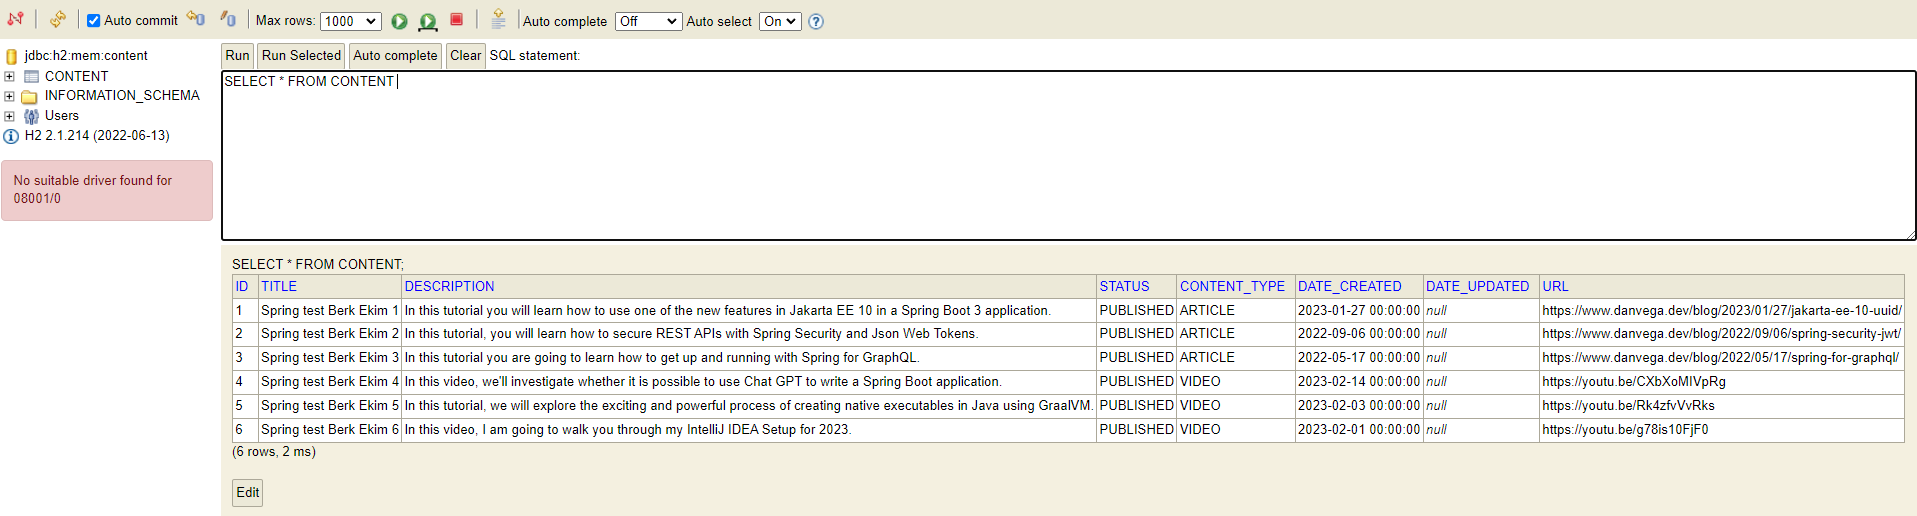 Auto commit Max rows: 1000 Auto complete Off Auto select On
jdbc:h2:mem:content
CONTENT
INFORMATION_SCHEMA
Users
H2 2.1.214 (2022-06-13)
No suitable driver found for
08001/0
Run Run Selected Auto complete Clear SQL statement:
SELECT * FROM CONTENT
SELECT * FROM CONTENT;
ID TITLE DESCRIPTION STATUS CONTENT_TYPE DATE_CREATED DATE_UPDATED URL
1 Spring test Berk Ekim 1 In this tutorial you will learn how to use one of the new features in Jakarta EE 10 in a Spring Boot 3 application. PUBLISHED ARTICLE 2023-01-27 00:00:00 null https://www.danvega.dev/blog/2023/01/27/jakarta-ee-10-uuid/
2 Spring test Berk Ekim 2 In this tutorial, you will learn how to secure REST APIs with Spring Security and Json Web Tokens. PUBLISHED ARTICLE 2022-09-06 00:00:00 null https://www.danvega.dev/blog/2022/09/06/spring-security-jwt/
3 Spring test Berk Ekim 3 In this tutorial you are going to learn how to get up and running with Spring for GraphQL. PUBLISHED ARTICLE 2022-05-17 00:00:00 null https://www.danvega.dev/blog/2022/05/17/spring-for-graphql/
4 Spring test Berk Ekim 4 In this video, we'll investigate whether it is possible to use Chat GPT to write a Spring Boot application. PUBLISHED VIDEO 2023-02-14 00:00:00 null https://youtu.be/CXbXoMIVpRg
5 Spring test Berk Ekim 5 In this tutorial, we will explore the exciting and powerful process of creating native executables in Java using GraalVM. PUBLISHED VIDEO 2023-02-03 00:00:00 null https://youtu.be/Rk4zfvVvRks
6 Spring test Berk Ekim 6 In this video, I am going to walk you through my IntelliJ IDEA Setup for 2023. PUBLISHED VIDEO 2023-02-01 00:00:00 null https://youtu.be/g78is10FjF0
(6 rows, 2 ms)
Edit